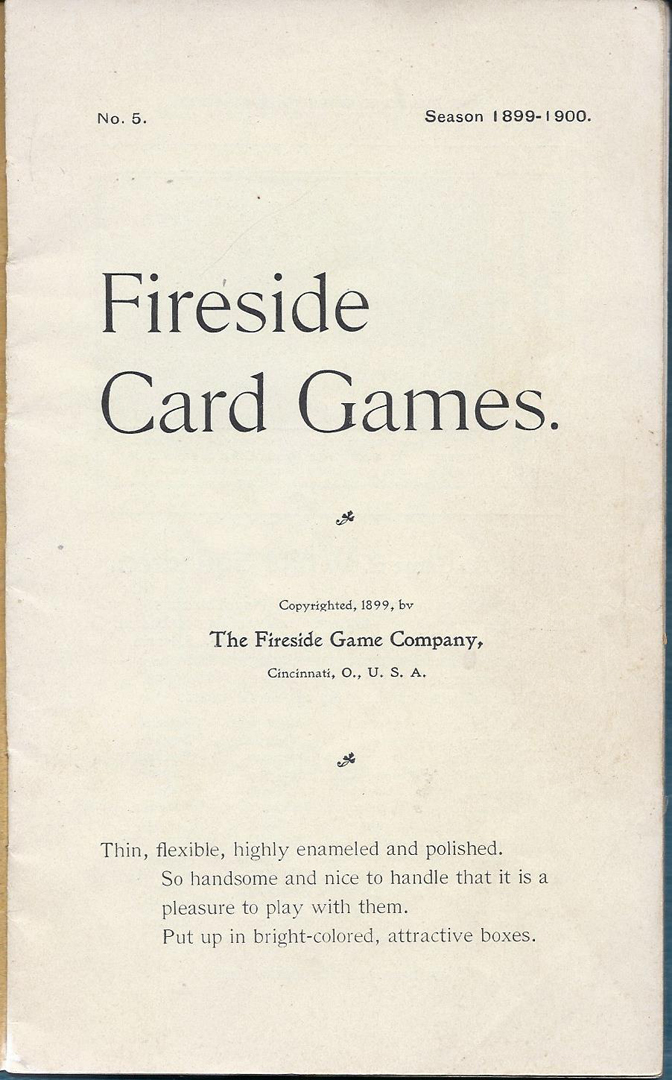 No. 5.
Season 1899-1900.
Fireside
Card Games.
Copyrighted, 1899, by
The Fireside Game Company,
Cincinnati, O., U. S. A.
Thin, flexible, highly enameled and polished.
So handsome and nice to handle that it is a
pleasure to play with them.
Put up in bright-colored, attractive boxes.